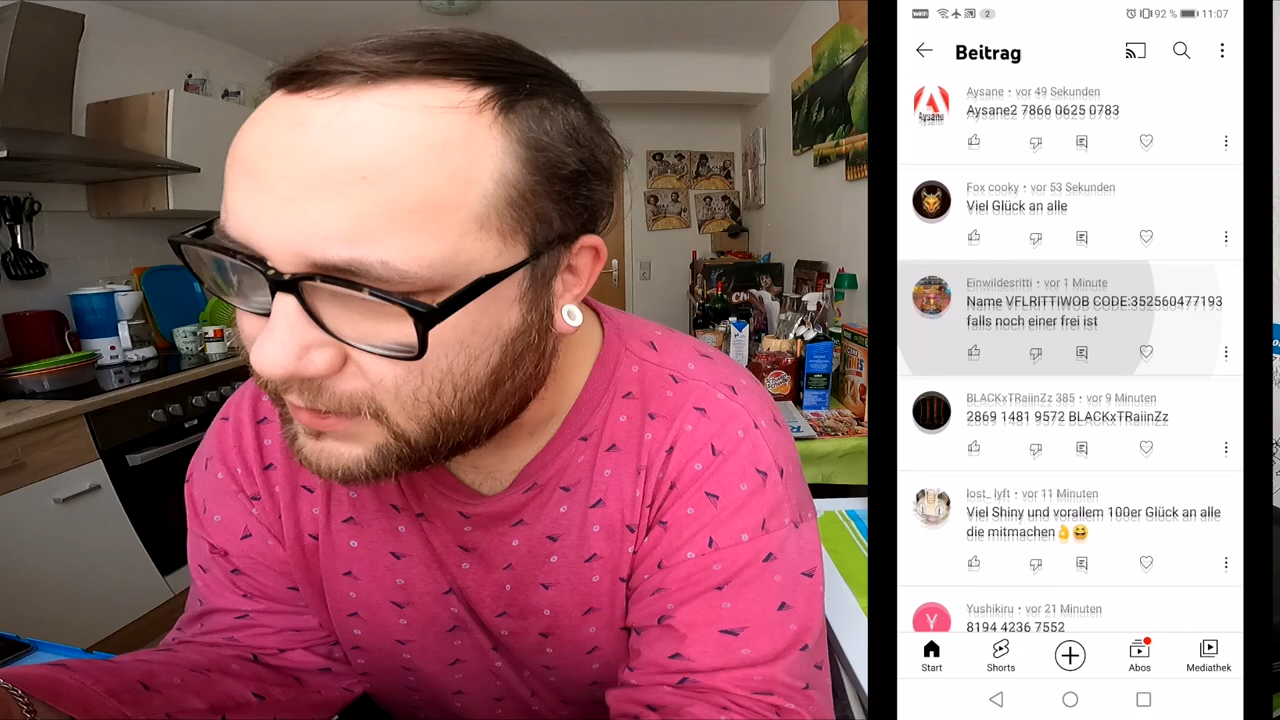 VoWiFi 2 92 % 11:07
Beitrag
Aysane • vor 49 Sekunden
Aysane2 7866 0625 0783
Fox cooky • vor 53 Sekunden
Viel Glück an alle
Einwildesritti • vor 1 Minute
Name VFLRITTIWOB CODE:352560477193
falls noch einer frei ist
BLACKxTRaiinZz 385 • vor 9 Minuten
2869 1481 9572 BLACKxTRaiinZz
lost_ lyft • vor 11 Minuten
Viel Shiny und vorallem 100er Glück an alle
die mitmachen👌😆
Y
Yushikiru • vor 21 Minuten
8194 4236 7552
Start Shorts Abos Mediathek